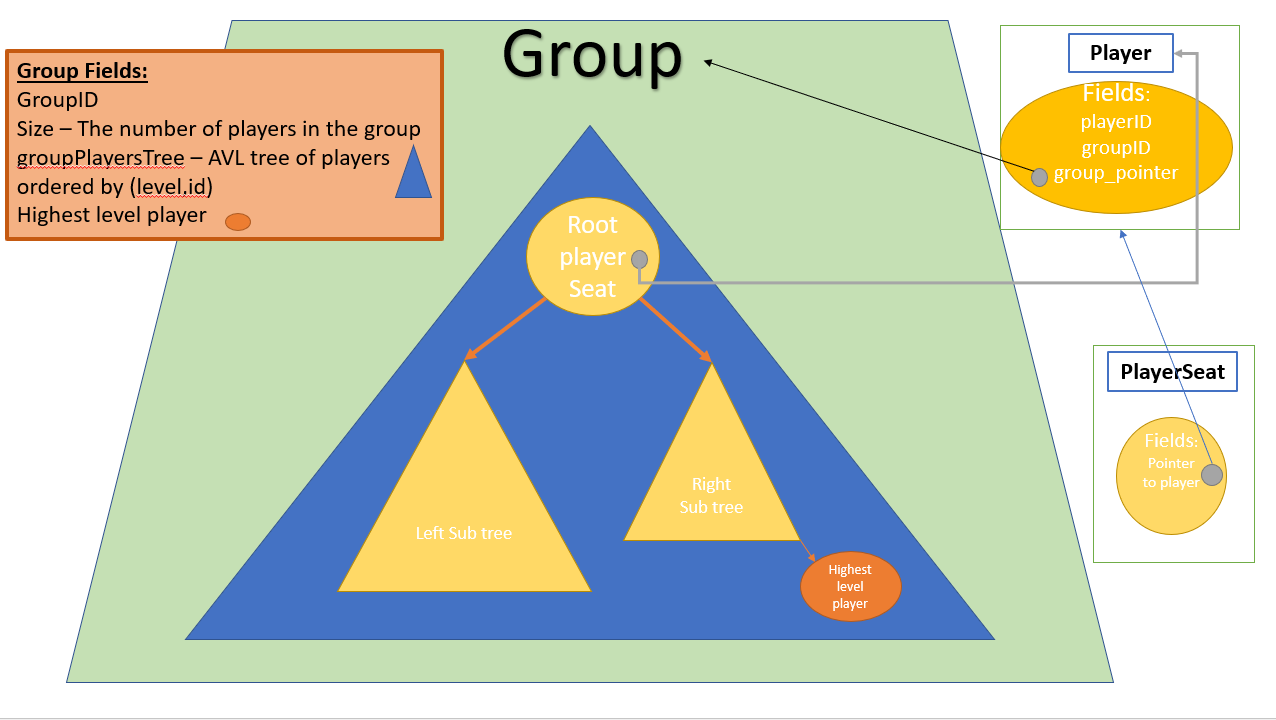 Group
Group Fields:
GroupID
Size – The number of players in the group
groupPlayersTree – AVL tree of players
ordered by (level,id)
Highest level player
Root
player
Seat
Left Sub tree
Right
Sub tree
Highest
level
player
Player
Fields:
playerID
groupID
group_pointer
PlayerSeat
Fields:
Pointer
to player